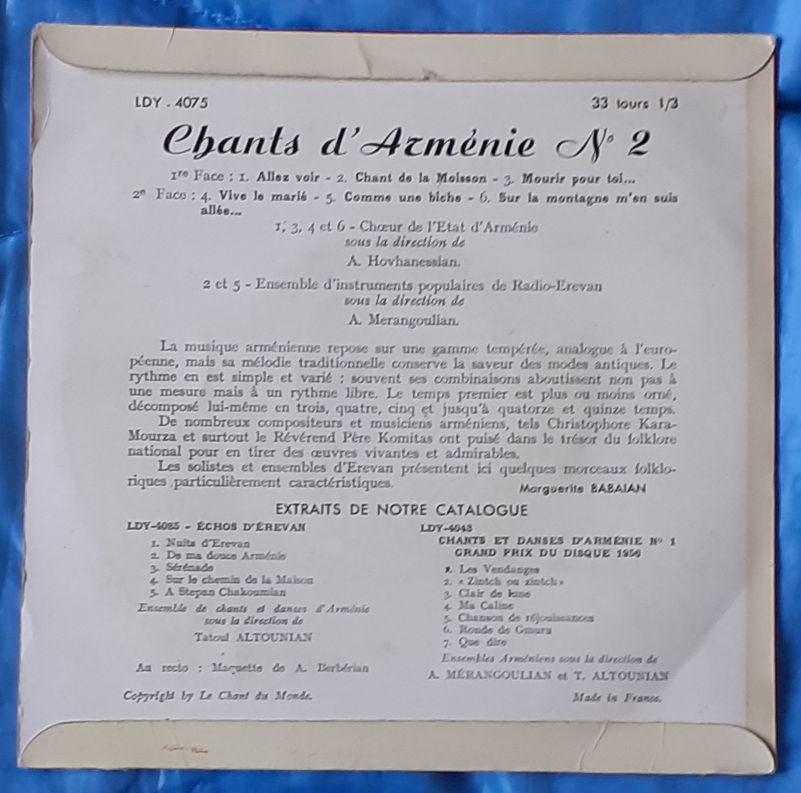 LDY . 4075
33 tours 1/3
Chants d'Arménie N° 2
1re Face : 1. Allez voir - 2. Chant de la Moisson - 3. Mourir pour toi...
2e Face : 4. Vive le marié - 5. Comme une biche - 6. Sur la montagne m'en suis
allée...
1, 3, 4 et 6 - Chœur de l'Etat d'Arménie
sous la direction de
A. Hovhanessian.
2 et 5 - Ensemble d'instruments populaires de Radio-Erevan
sous la direction de
A. Merangoulian.
La musique arménienne repose sur une gamme tempérée, analogue à l'euro-
péenne, mais sa mélodie traditionnelle conserve la saveur des modes antiques. Le
rythme en est simple et varié ; souvent ses combinaisons aboutissent non pas à
une mesure mais à un rythme libre. Le temps premier est plus ou moins orné,
décomposé lui-même en trois, quatre, cinq et jusqu'à quatorze et quinze temps.
De nombreux compositeurs et musiciens arméniens, tels Christophore Kara-
Mourza et surtout le Révérend Père Komitas ont puisé dans le trésor du folklore
national pour en tirer des œuvres vivantes et admirables.
Les solistes et ensembles d'Erevan présentent ici quelques morceaux folklo-
riques particulièrement caractéristiques.
Marguerite BABAIAN
EXTRAITS DE NOTRE CATALOGUE
LDY-4085 - ÉCHOS D'ÉREVAN
1. Nuits d'Erevan
2. De ma douce Arménie
3. Sérénade
4. Sur le chemin de la Maison
5. A Stepan Chakoumian
Ensemble de chants et danses d'Arménie
sous la direction de
Tatoul ALTOUNIAN
Au recto : Maquette de A. Berbérian
Copyright by Le Chant du Monde.
LDY-4043
CHANTS ET DANSES D'ARMÉNIE N° 1
GRAND PRIX DU DISQUE 1956
1. Les Vendanges
2. « Zintch ou zintch »
3. Clair de lune
4. Ma Caline
5. Chanson de réjouissances
6. Ronde de Gmuru
7. Que dire
Ensembles Arméniens sous la direction de
A. MÉRANGOULIAN et T. ALTOUNIAN
Made in France.